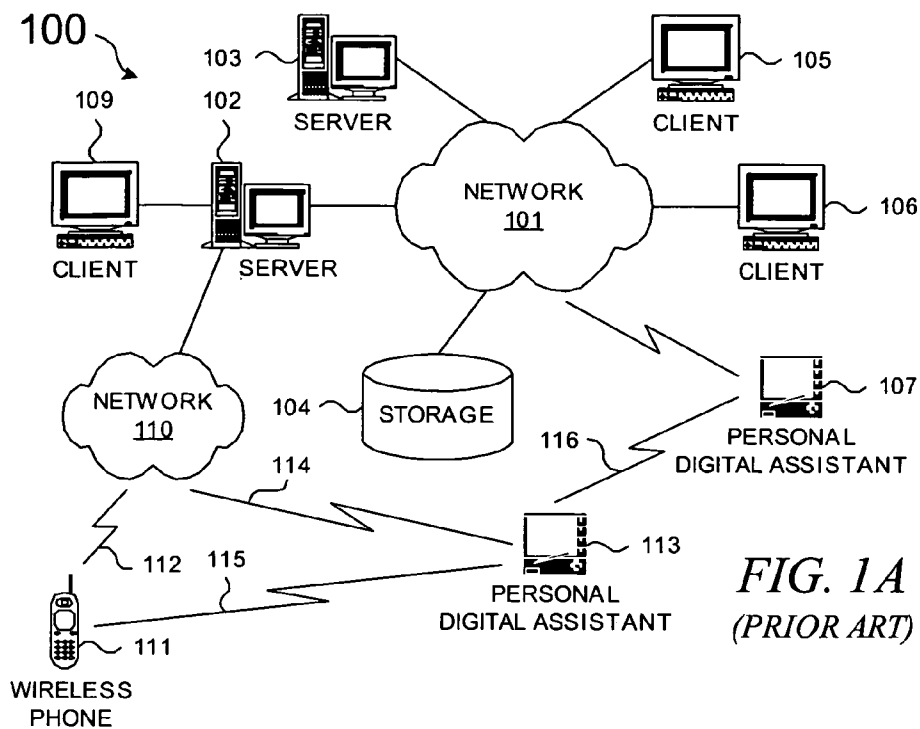 100
103
SERVER
105
CLIENT
109
CLIENT
102
SERVER
NETWORK
101
106
CLIENT
NETWORK
110
104
STORAGE
107
PERSONAL
DIGITAL ASSISTANT
116
114
112
115
113
PERSONAL
DIGITAL ASSISTANT
111
WIRELESS
PHONE
FIG. 1A
(PRIOR ART)